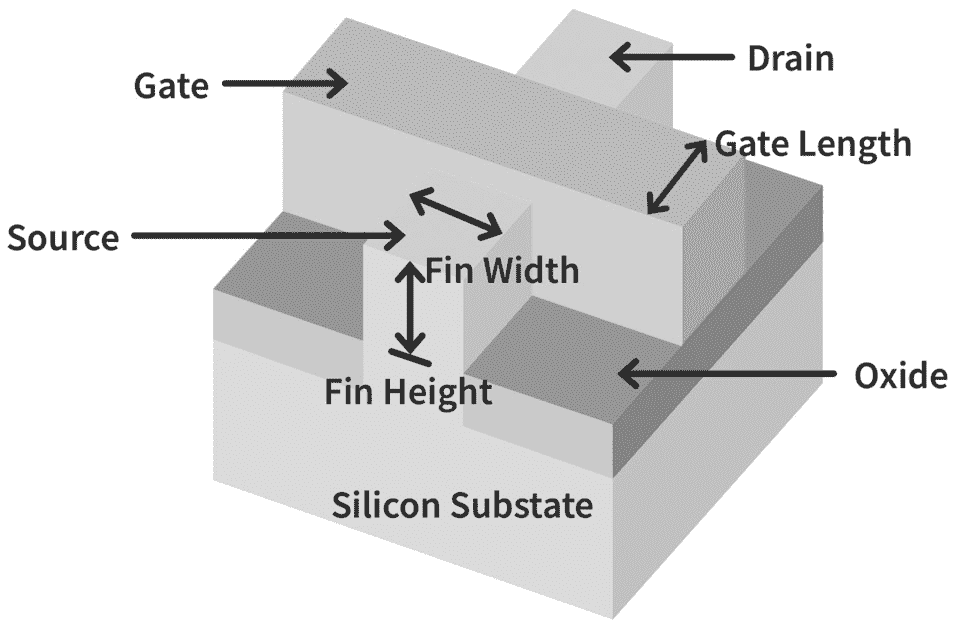 Drain
Gate
Gate Length
Source
Fin Width
Oxide
Fin Height
Silicon Substate